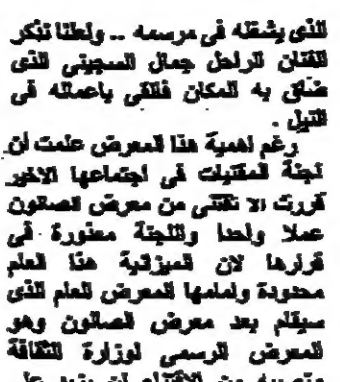 الذى يشغله فى مرسمه .. ولعلنا نذكر
الفنان الراحل جمال السجينى الذى
ضاق به المكان فالقى باعماله فى
النيل .
رغم اهمية هذا المعرض علمت ان
لجنة المقتنيات فى اجتماعها الاخير
قررت الا تقتنى من معرض الصالون
عملا واحدا واللجنة معذورة فى
قرارها لان الميزانية هذا العام
محدودة وامامها المعرض العام الذى
سيقام بعد معرض الصالون وهو
المعرض الرسمى لوزارة الثقافة
من الاقتناء